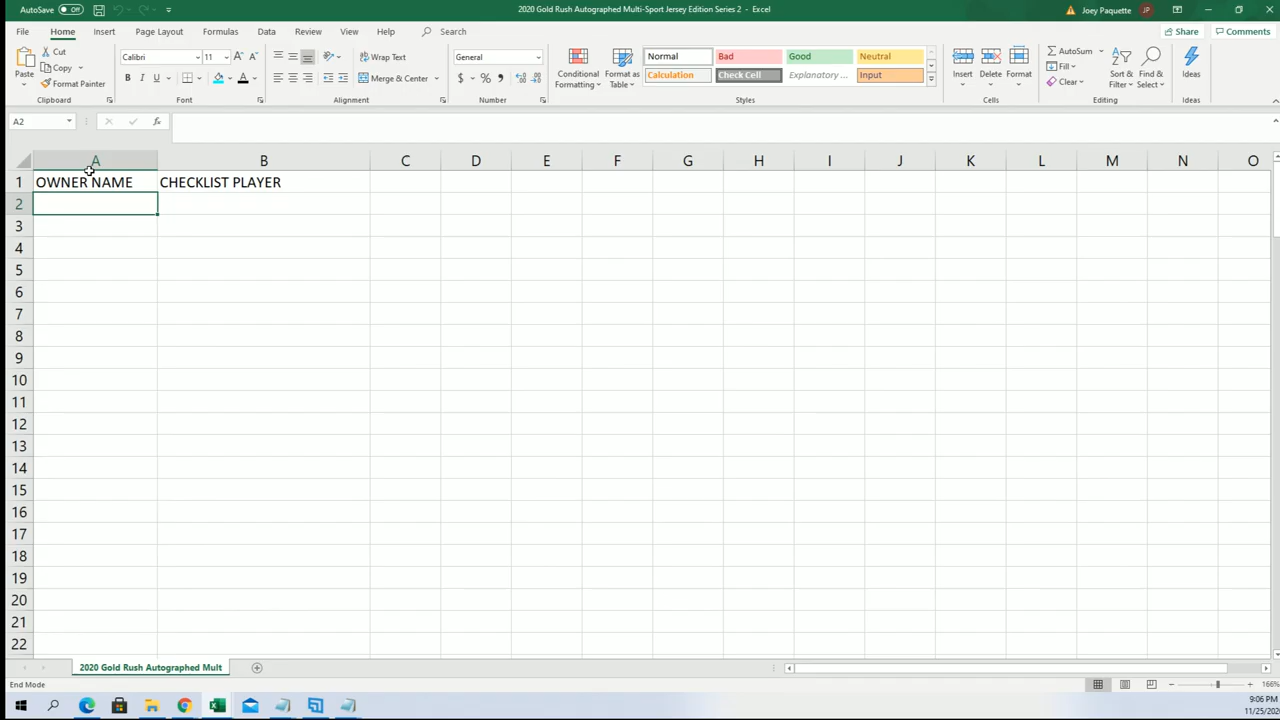 AutoSave Off 2020 Gold Rush Autographed Multi-Sport Jersey Edition Series 2 - Excel Joey Paquette JP
File Home Insert Page Layout Formulas Data Review View Help Search Share Comments
Paste Cut Copy Format Painter Clipboard
Calibri 11 B I U A A Font
Wrap Text Merge & Center Alignment
General $ % Number
Conditional Formatting Format as Table Normal Bad Good Neutral
Calculation Check Cell Explanatory ... Input Styles
Insert Delete Format Cells
AutoSum Fill Clear Sort & Filter Find & Select Editing
Ideas Ideas
A2 fx
A B C D E F G H I J K L M N O
1 OWNER NAME CHECKLIST PLAYER
2
3
4
5
6
7
8
9
10
11
12
13
14
15
16
17
18
19
20
21
22
2020 Gold Rush Autographed Mult
End Mode 166%
9:06 PM